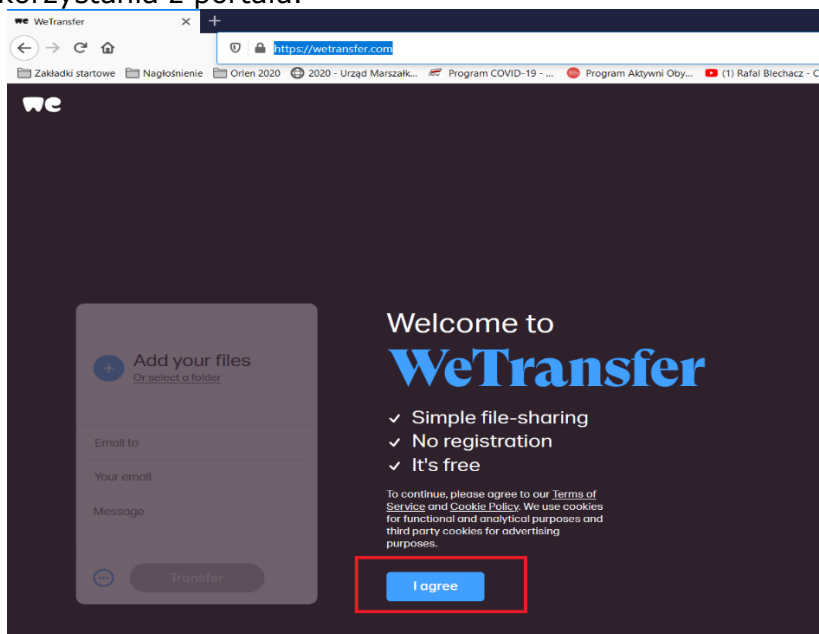 korzystania z portalu.
we WeTransfer × +
https://wetransfer.com
Zakładki startowe Nagłośnienie Orlen 2020 2020 - Urząd Marszałk... Program COVID-19 - ... Program Aktywni Oby... (1) Rafal Blechacz - C
we
Welcome to
WeTransfer
Simple file-sharing
No registration
It's free
To continue, please agree to our Terms of
Service and Cookie Policy. We use cookies
for functional and analytical purposes and
third party cookies for advertising
purposes.
I agree
+ Add your files
Or select a folder
Email to
Your email
Message
Transfer